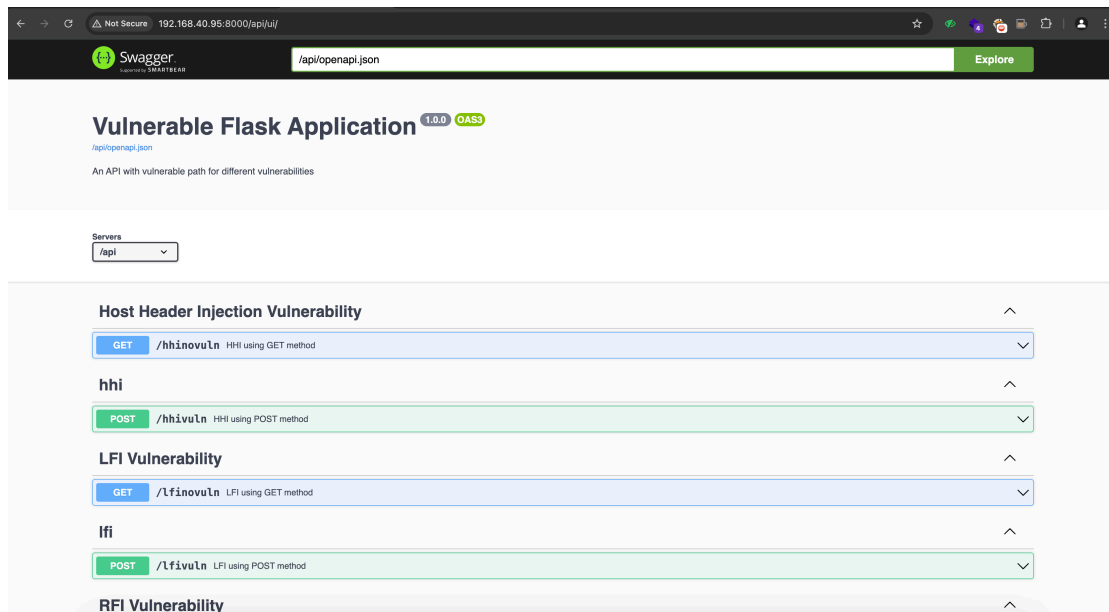 Not Secure 192.168.40.95:8000/api/ui/
4
Swagger.
Supported by SMARTBEAR
/api/openapi.json
Explore
Vulnerable Flask Application 1.0.0 OAS3
/api/openapi.json
An API with vulnerable path for different vulnerabilities
Servers
/api
Host Header Injection Vulnerability
GET /hhinovuln HHI using GET method
hhi
POST /hhivuln HHI using POST method
LFI Vulnerability
GET /lfinovuln LFI using GET method
lfi
POST /lfivuln LFI using POST method
RFI Vulnerability